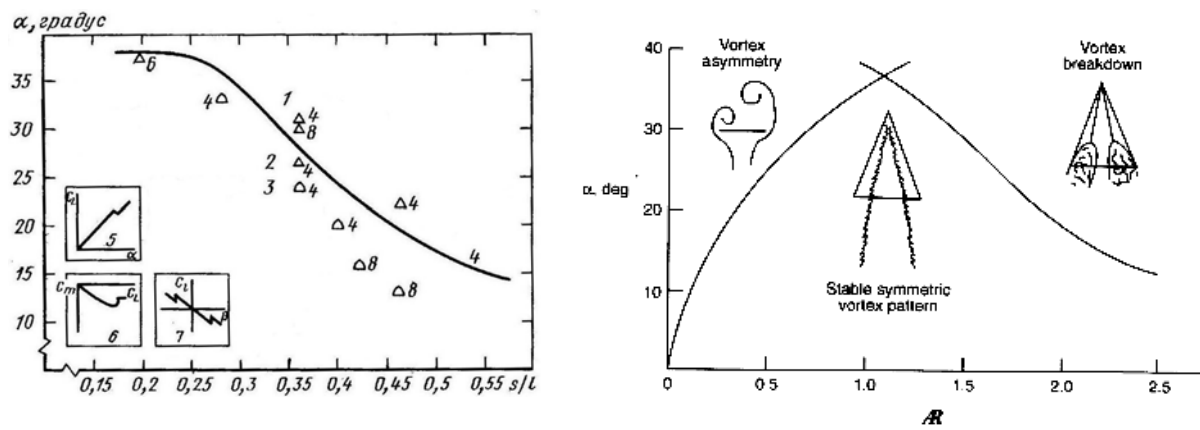 α, градус
35
30
25
20
15
10
6
4
1
4
8
2
4
3
4
4
4
8
8
4
C_L
5
α
C_m
C_L
6
C_l
β
7
0,15 0,2 0,25 0,3 0,35 0,4 0,45 0,5 0,55 s/l
40
30
20
10
0
α, deg
Vortex
asymmetry
Vortex
breakdown
Stable symmetric
vortex pattern
0 0.5 1.0 1.5 2.0 2.5
AR